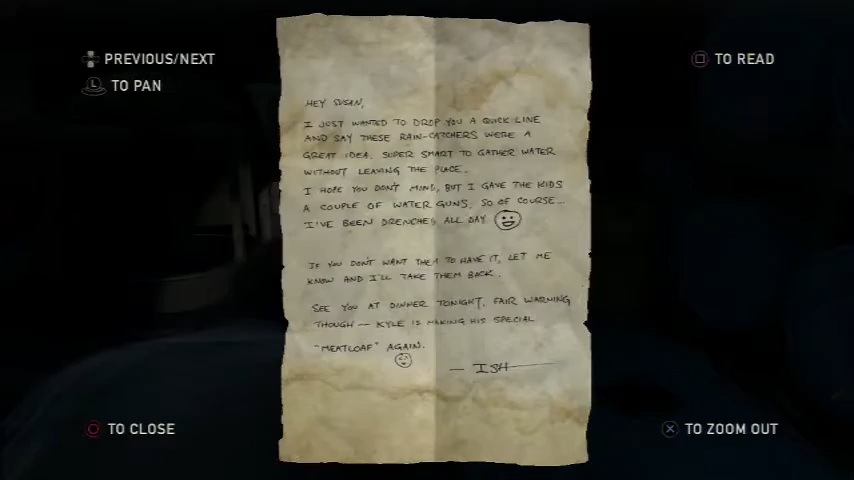 PREVIOUS/NEXT
L TO PAN
TO READ
HEY SUSAN,
I JUST WANTED TO DROP YOU A QUICK LINE
AND SAY THESE RAIN-CATCHERS WERE A
GREAT IDEA. SUPER SMART TO GATHER WATER
WITHOUT LEAVING THE PLACE.
I HOPE YOU DON'T MIND, BUT I GAVE THE KIDS
A COUPLE OF WATER GUNS. SO OF COURSE...
I'VE BEEN DRENCHED ALL DAY
IF YOU DON'T WANT THEM TO HAVE IT, LET ME
KNOW AND I'LL TAKE THEM BACK.
SEE YOU AT DINNER TONIGHT. FAIR WARNING
THOUGH — KYLE IS MAKING HIS SPECIAL
"MEATLOAF" AGAIN.
— ISH
TO CLOSE
TO ZOOM OUT